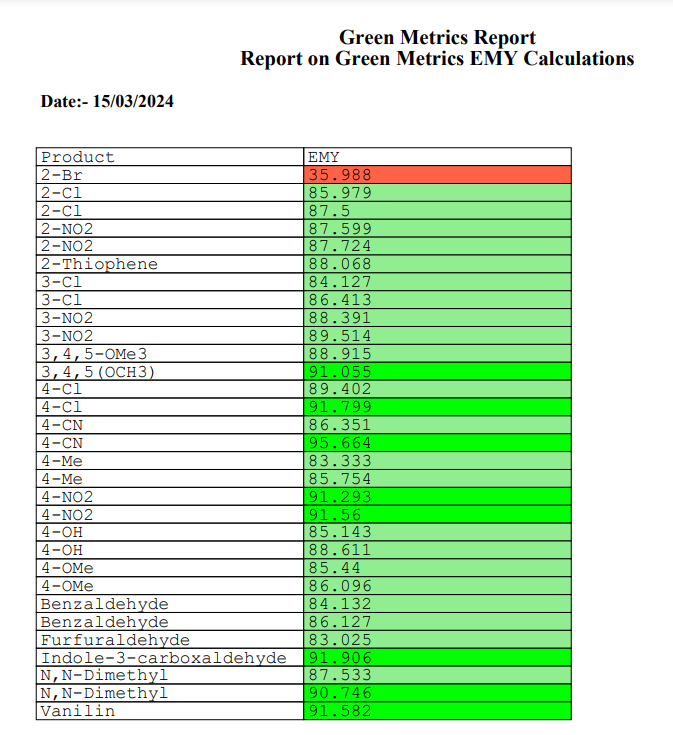 Green Metrics Report
Report on Green Metrics EMY Calculations
Date:- 15/03/2024
Product EMY
2-Br 35.988
2-Cl 85.979
2-Cl 87.5
2-NO2 87.599
2-NO2 87.724
2-Thiophene 88.068
3-Cl 84.127
3-Cl 86.413
3-NO2 88.391
3-NO2 89.514
3,4,5-OMe3 88.915
3,4,5(OCH3) 91.055
4-Cl 89.402
4-Cl 91.799
4-CN 86.351
4-CN 95.664
4-Me 83.333
4-Me 85.754
4-NO2 91.293
4-NO2 91.56
4-OH 85.143
4-OH 88.611
4-OMe 85.44
4-OMe 86.096
Benzaldehyde 84.132
Benzaldehyde 86.127
Furfuraldehyde 83.025
Indole-3-carboxaldehyde 91.906
N,N-Dimethyl 87.533
N,N-Dimethyl 90.746
Vanilin 91.582